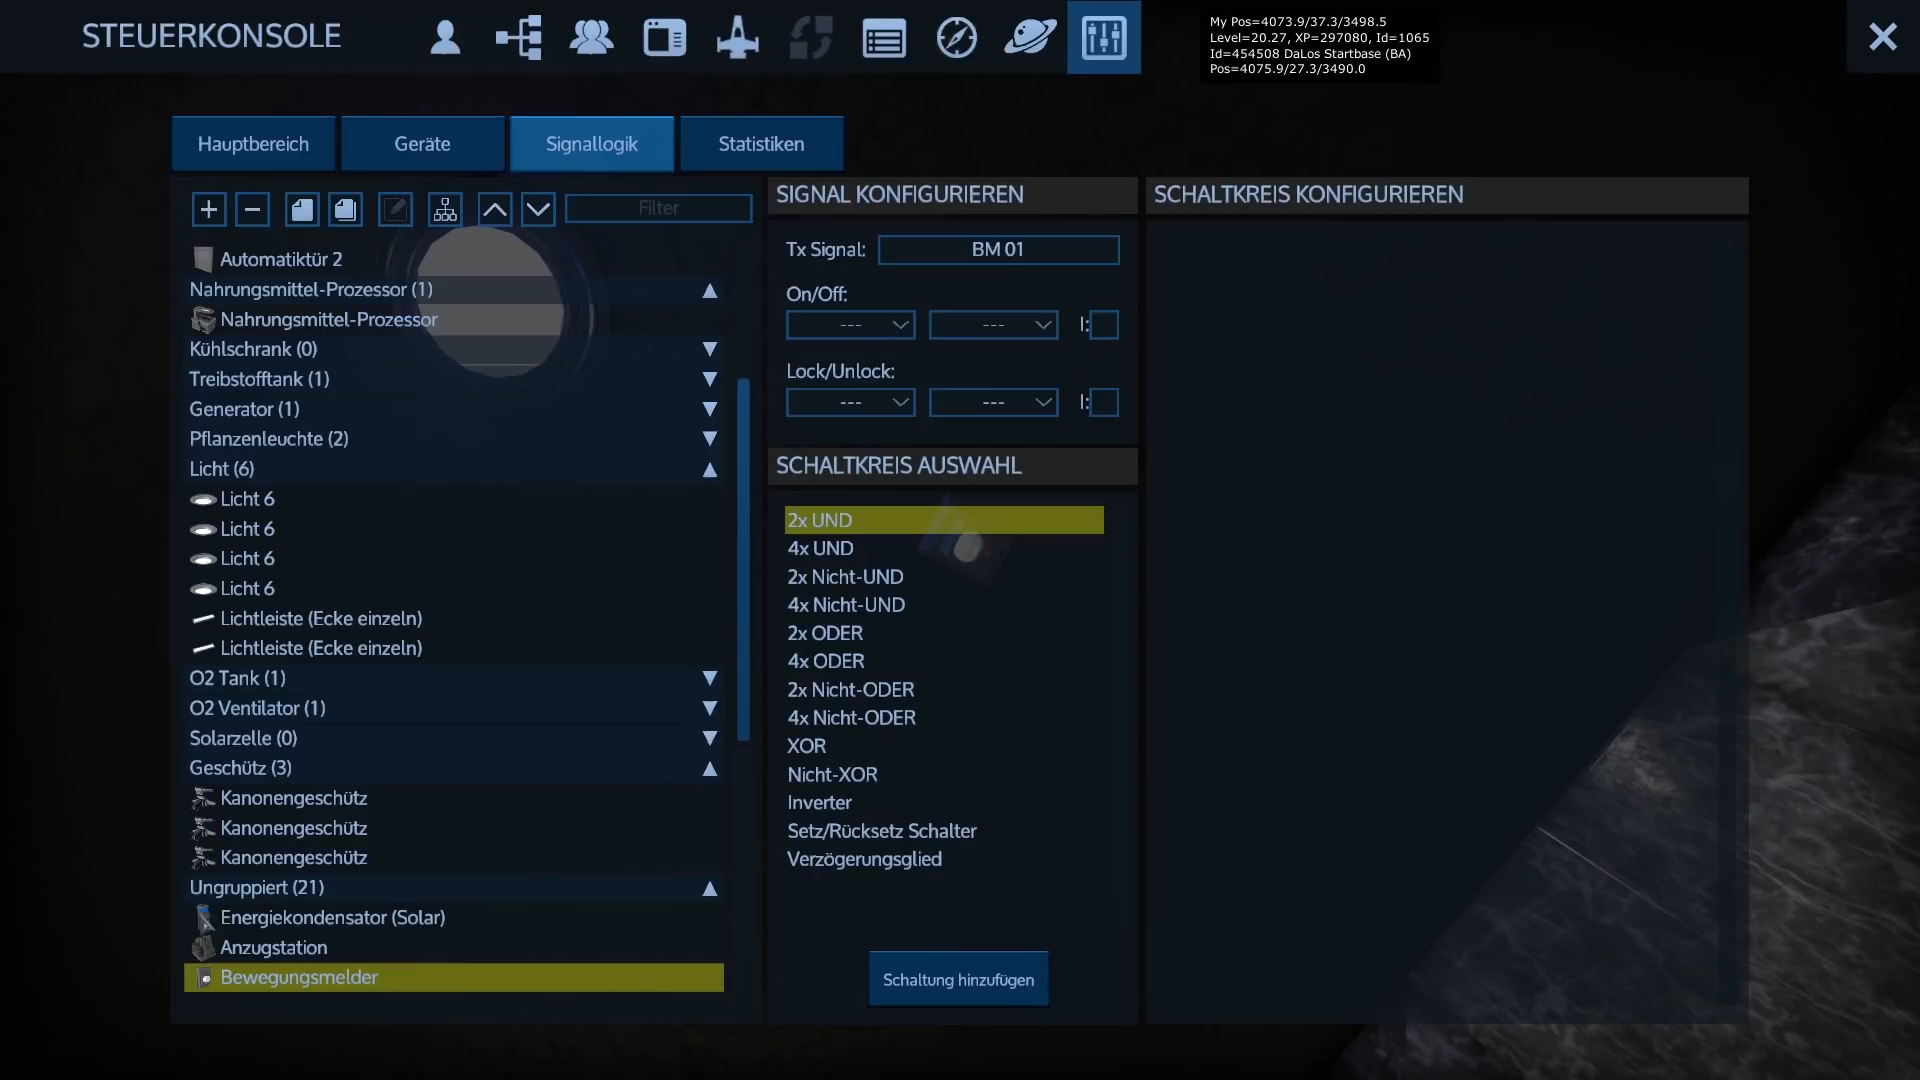 STEUERKONSOLE
My Pos=4073.9/37.3/3498.5
Level=20.27, XP=297080, Id=1065
Id=454508 DaLos Startbase (BA)
Pos=4075.9/27.3/3490.0
Hauptbereich
Geräte
Signallogik
Statistiken
Filter
Automatiktür 2
Nahrungsmittel-Prozessor (1)
Nahrungsmittel-Prozessor
Kühlschrank (0)
Treibstofftank (1)
Generator (1)
Pflanzenleuchte (2)
Licht (6)
Licht 6
Licht 6
Licht 6
Licht 6
Lichtleiste (Ecke einzeln)
Lichtleiste (Ecke einzeln)
O2 Tank (1)
O2 Ventilator (1)
Solarzelle (0)
Geschütz (3)
Kanonengeschütz
Kanonengeschütz
Kanonengeschütz
Ungruppiert (21)
Energiekondensator (Solar)
Anzugstation
Bewegungsmelder
SIGNAL KONFIGURIEREN
Tx Signal: BM 01
On/Off:
--- --- I:
Lock/Unlock:
--- --- I:
SCHALTKREIS AUSWAHL
2x UND
4x UND
2x Nicht-UND
4x Nicht-UND
2x ODER
4x ODER
2x Nicht-ODER
4x Nicht-ODER
XOR
Nicht-XOR
Inverter
Setz/Rücksetz Schalter
Verzögerungsglied
Schaltung hinzufügen
SCHALTKREIS KONFIGURIEREN